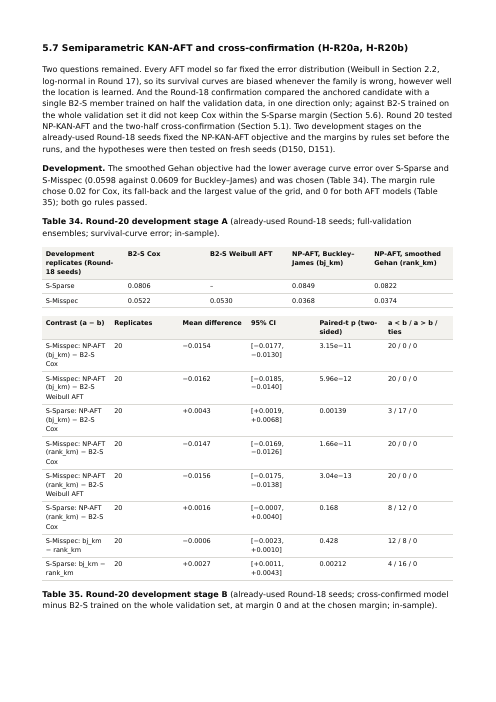 5.7 Semiparametric KAN-AFT and cross-confirmation (H-R20a, H-R20b)
Two questions remained. Every AFT model so far fixed the error distribution (Weibull in Section 2.2,
log-normal in Round 17), so its survival curves are biased whenever the family is wrong, however well
the location is learned. And the Round-18 confirmation compared the anchored candidate with a
single B2-S member trained on half the validation data, in one direction only; against B2-S trained on
the whole validation set it did not keep Cox within the S-Sparse margin (Section 5.6). Round 20 tested
NP-KAN-AFT and the two-half cross-confirmation (Section 5.1). Two development stages on the
already-used Round-18 seeds fixed the NP-KAN-AFT objective and the margins by rules set before the
runs, and the hypotheses were then tested on fresh seeds (D150, D151).
Development. The smoothed Gehan objective had the lower average curve error over S-Sparse and
S-Misspec (0.0598 against 0.0609 for Buckley–James) and was chosen (Table 34). The margin rule
chose 0.02 for Cox, its fall-back and the largest value of the grid, and 0 for both AFT models (Table
35); both go rules passed.
Table 34. Round-20 development stage A (already-used Round-18 seeds; full-validation
ensembles; survival-curve error; in-sample).
Development replicates (Round-18 seeds) B2-S Cox B2-S Weibull AFT NP-AFT, Buckley–James (bj_km) NP-AFT, smoothed Gehan (rank_km)
S-Sparse 0.0806 – 0.0849 0.0822
S-Misspec 0.0522 0.0530 0.0368 0.0374
Contrast (a − b) Replicates Mean difference 95% CI Paired-t p (two-sided) a < b / a > b / ties
S-Misspec: NP-AFT (bj_km) − B2-S Cox 20 −0.0154 [−0.0177, −0.0130] 3.15e−11 20 / 0 / 0
S-Misspec: NP-AFT (bj_km) − B2-S Weibull AFT 20 −0.0162 [−0.0185, −0.0140] 5.96e−12 20 / 0 / 0
S-Sparse: NP-AFT (bj_km) − B2-S Cox 20 +0.0043 [+0.0019, +0.0068] 0.00139 3 / 17 / 0
S-Misspec: NP-AFT (rank_km) − B2-S Cox 20 −0.0147 [−0.0169, −0.0126] 1.66e−11 20 / 0 / 0
S-Misspec: NP-AFT (rank_km) − B2-S Weibull AFT 20 −0.0156 [−0.0175, −0.0138] 3.04e−13 20 / 0 / 0
S-Sparse: NP-AFT (rank_km) − B2-S Cox 20 +0.0016 [−0.0007, +0.0040] 0.168 8 / 12 / 0
S-Misspec: bj_km − rank_km 20 −0.0006 [−0.0023, +0.0010] 0.428 12 / 8 / 0
S-Sparse: bj_km − rank_km 20 +0.0027 [+0.0011, +0.0043] 0.00212 4 / 16 / 0
Table 35. Round-20 development stage B (already-used Round-18 seeds; cross-confirmed model
minus B2-S trained on the whole validation set, at margin 0 and at the chosen margin; in-sample).